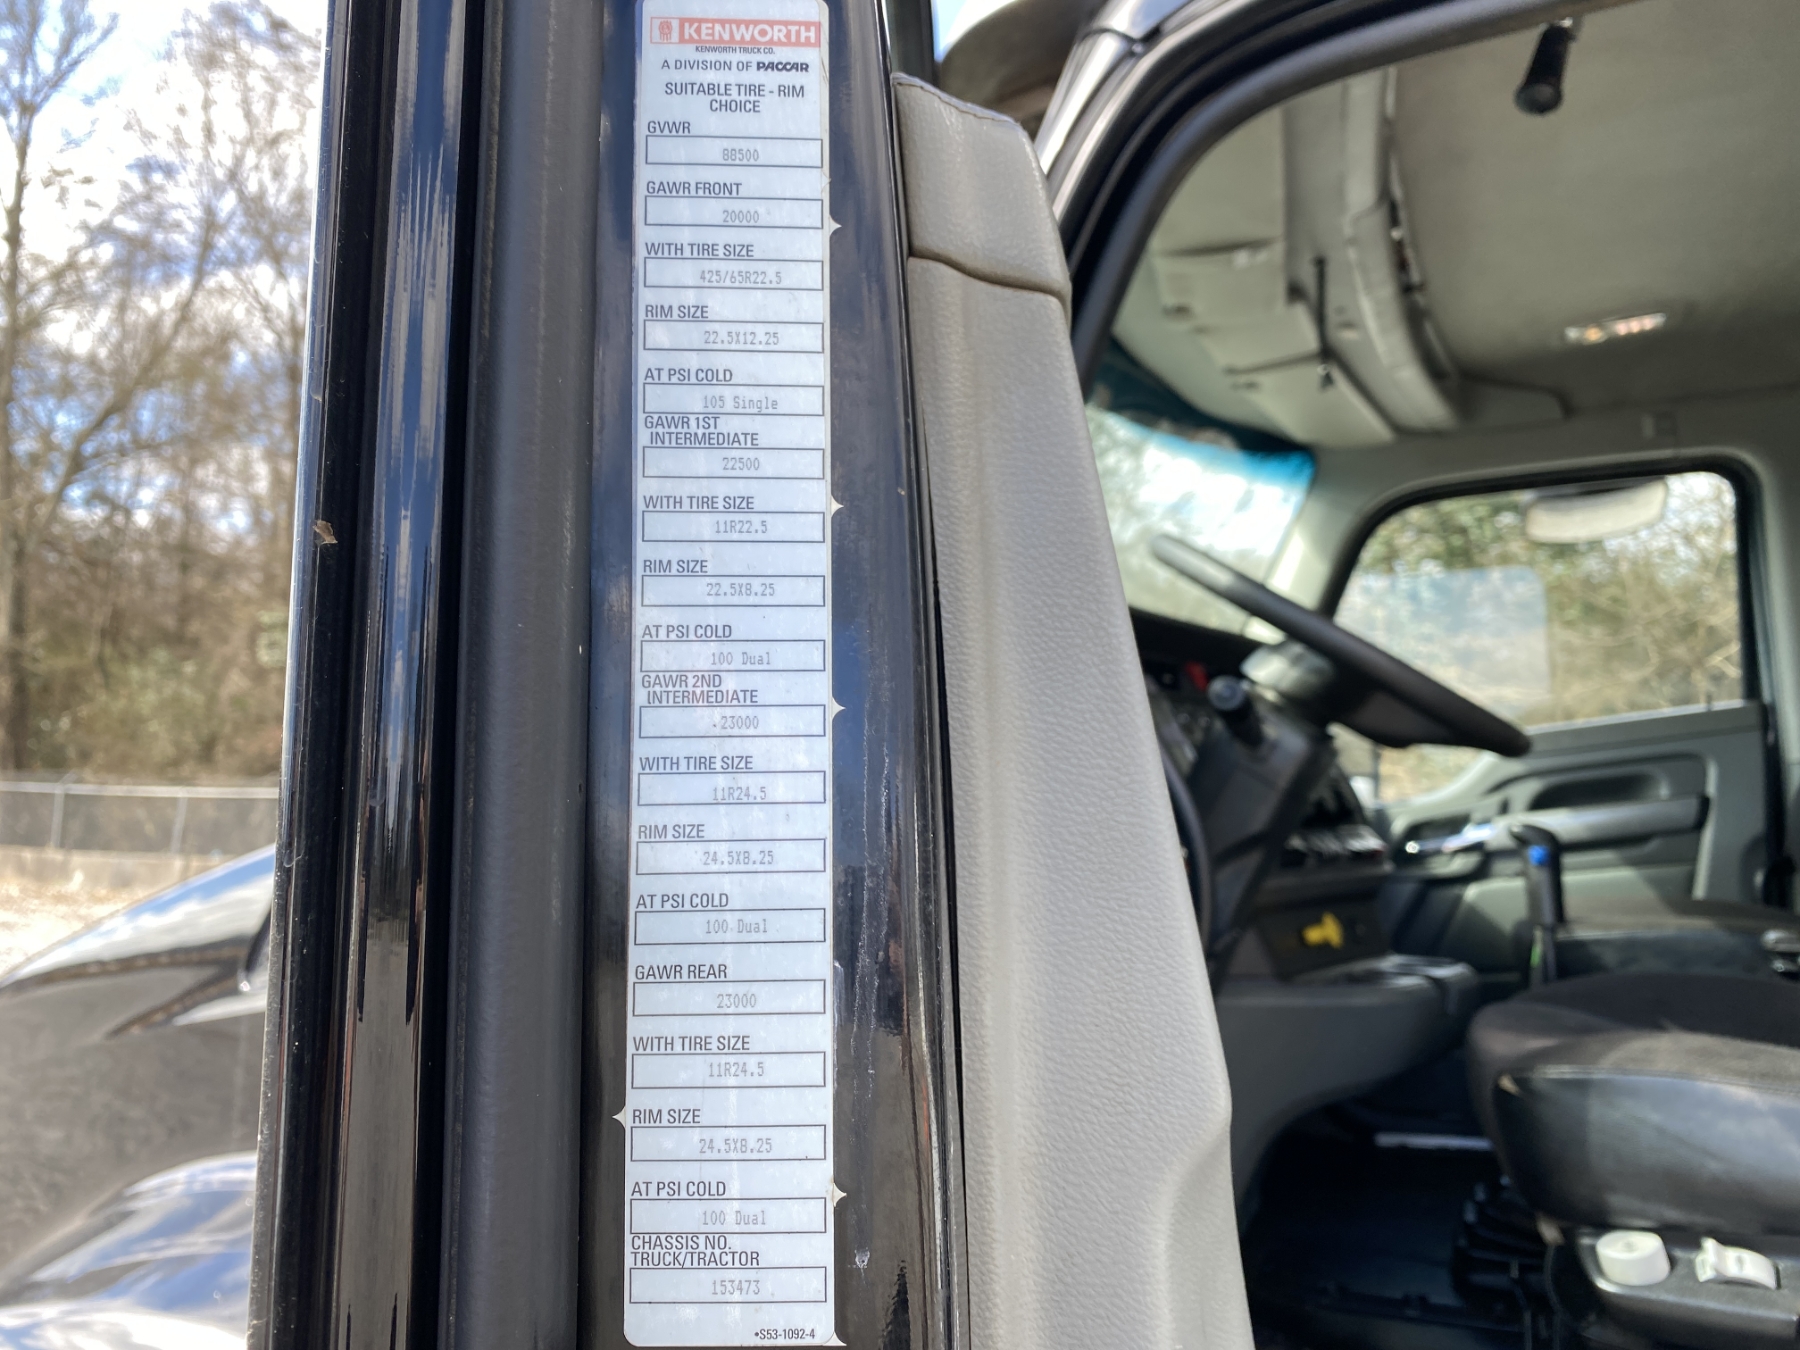 KENWORTH
KENWORTH TRUCK CO.
A DIVISION OF PACCAR
SUITABLE TIRE - RIM
CHOICE
GVWR
88500
GAWR FRONT
20000
WITH TIRE SIZE
425/65R22.5
RIM SIZE
22.5X12.25
AT PSI COLD
105 Single
GAWR 1ST
INTERMEDIATE
22500
WITH TIRE SIZE
11R22.5
RIM SIZE
22.5X8.25
AT PSI COLD
100 Dual
GAWR 2ND
INTERMEDIATE
23000
WITH TIRE SIZE
11R24.5
RIM SIZE
24.5X8.25
AT PSI COLD
100 Dual
GAWR REAR
23000
WITH TIRE SIZE
11R24.5
RIM SIZE
24.5X8.25
AT PSI COLD
100 Dual
CHASSIS NO.
TRUCK/TRACTOR
153473
•S53-1092-4